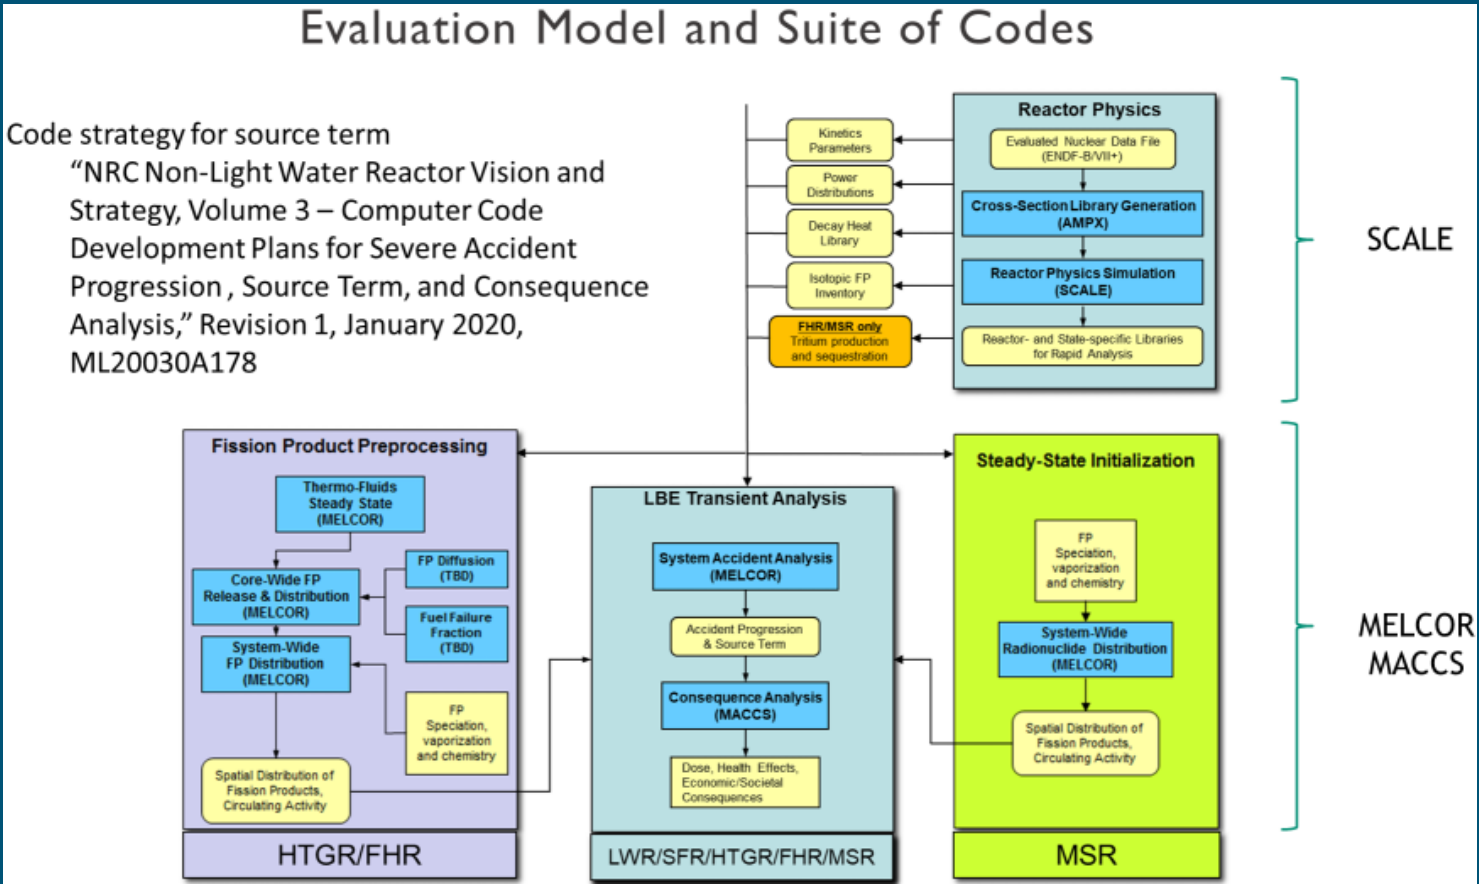 Evaluation Model and Suite of Codes
Code strategy for source term
“NRC Non-Light Water Reactor Vision and
Strategy, Volume 3 – Computer Code
Development Plans for Severe Accident
Progression , Source Term, and Consequence
Analysis,” Revision 1, January 2020,
ML20030A178
Kinetics
Parameters
Power
Distributions
Decay Heat
Library
Isotopic FP
Inventory
FHR/MSR only
Tritium production
and sequestration
Reactor Physics
Evaluated Nuclear Data File
(ENDF-B/VII+)
Cross-Section Library Generation
(AMPX)
Reactor Physics Simulation
(SCALE)
Reactor- and State-specific Libraries
for Rapid Analysis
SCALE
Fission Product Preprocessing
Thermo-Fluids
Steady State
(MELCOR)
Core-Wide FP
Release & Distribution
(MELCOR)
FP Diffusion
(TBD)
Fuel Failure
Fraction
(TBD)
System-Wide
FP Distribution
(MELCOR)
FP
Speciation,
vaporization
and chemistry
Spatial Distribution of
Fission Products,
Circulating Activity
HTGR/FHR
LBE Transient Analysis
System Accident Analysis
(MELCOR)
Accident Progression
& Source Term
Consequence Analysis
(MACCS)
Dose, Health Effects,
Economic/Societal
Consequences
LWR/SFR/HTGR/FHR/MSR
Steady-State Initialization
FP
Speciation,
vaporization
and chemistry
System-Wide
Radionuclide Distribution
(MELCOR)
Spatial Distribution of
Fission Products,
Circulating Activity
MSR
MELCOR
MACCS